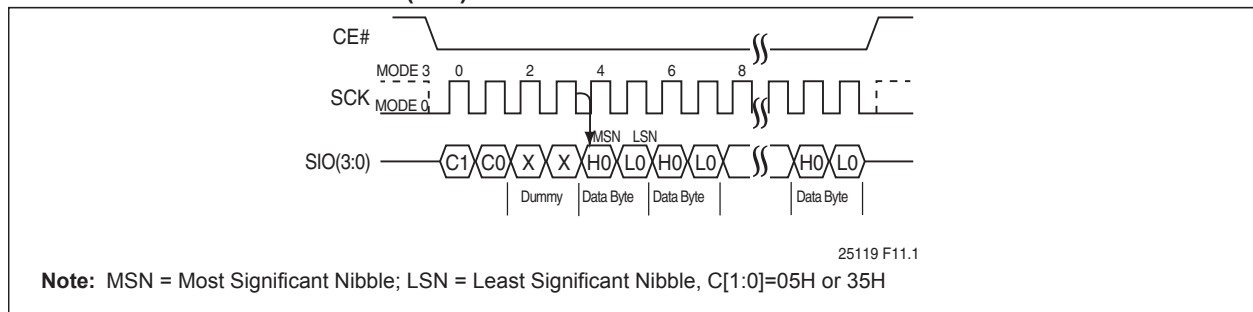 CE#
MODE 3 0 2 4 6 8
SCK
MODE 0
MSN LSN
SIO(3:0) C1 C0 X X H0 L0 H0 L0 H0 L0
Dummy Data Byte Data Byte Data Byte
25119 F11.1
Note: MSN = Most Significant Nibble; LSN = Least Significant Nibble, C[1:0]=05H or 35H